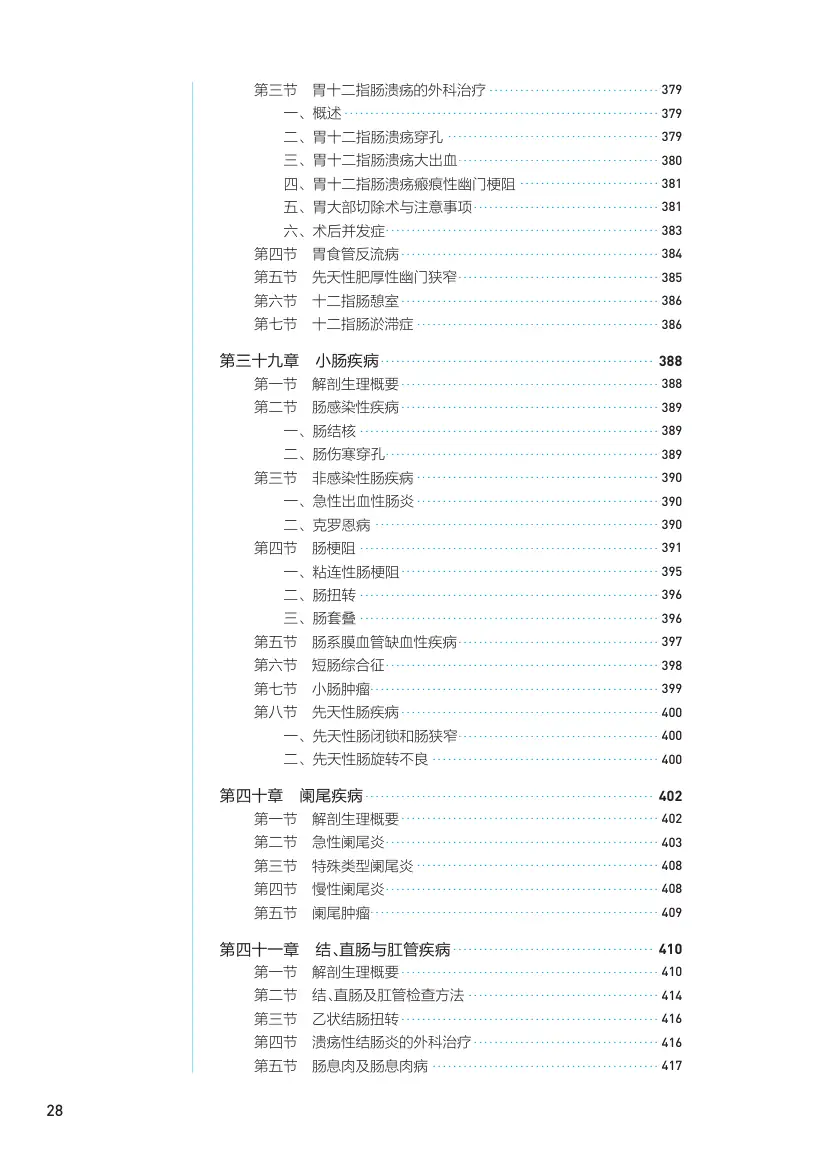 第三节 胃十二指肠溃疡的外科治疗 379
一、概述 379
二、胃十二指肠溃疡穿孔 379
三、胃十二指肠溃疡大出血 380
四、胃十二指肠溃疡瘢痕性幽门梗阻 381
五、胃大部切除术与注意事项 381
六、术后并发症 383
第四节 胃食管反流病 384
第五节 先天性肥厚性幽门狭窄 385
第六节 十二指肠憩室 386
第七节 十二指肠淤滞症 386
第三十九章 小肠疾病 388
第一节 解剖生理概要 388
第二节 肠感染性疾病 389
一、肠结核 389
二、肠伤寒穿孔 389
第三节 非感染性肠疾病 390
一、急性出血性肠炎 390
二、克罗恩病 390
第四节 肠梗阻 391
一、粘连性肠梗阻 395
二、肠扭转 396
三、肠套叠 396
第五节 肠系膜血管缺血性疾病 397
第六节 短肠综合征 398
第七节 小肠肿瘤 399
第八节 先天性肠疾病 400
一、先天性肠闭锁和肠狭窄 400
二、先天性肠旋转不良 400
第四十章 阑尾疾病 402
第一节 解剖生理概要 402
第二节 急性阑尾炎 403
第三节 特殊类型阑尾炎 408
第四节 慢性阑尾炎 408
第五节 阑尾肿瘤 409
第四十一章 结、直肠与肛管疾病 410
第一节 解剖生理概要 410
第二节 结、直肠及肛管检查方法 414
第三节 乙状结肠扭转 416
第四节 溃疡性结肠炎的外科治疗 416
第五节 肠息肉及肠息肉病 417
28